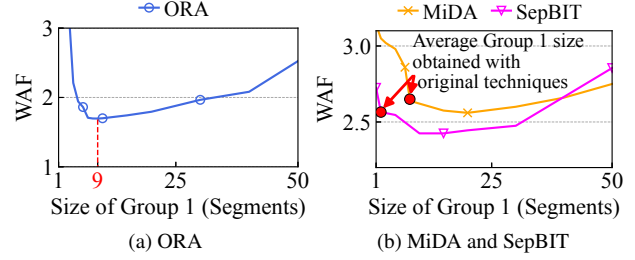 ORA
3
2
1
WAF
1
9
25
50
Size of Group 1 (Segments)
(a) ORA
MiDA SepBIT
3.0
2.5
WAF
Average Group 1 size
obtained with
original techniques
1
25
50
Size of Group 1 (Segments)
(b) MiDA and SepBIT